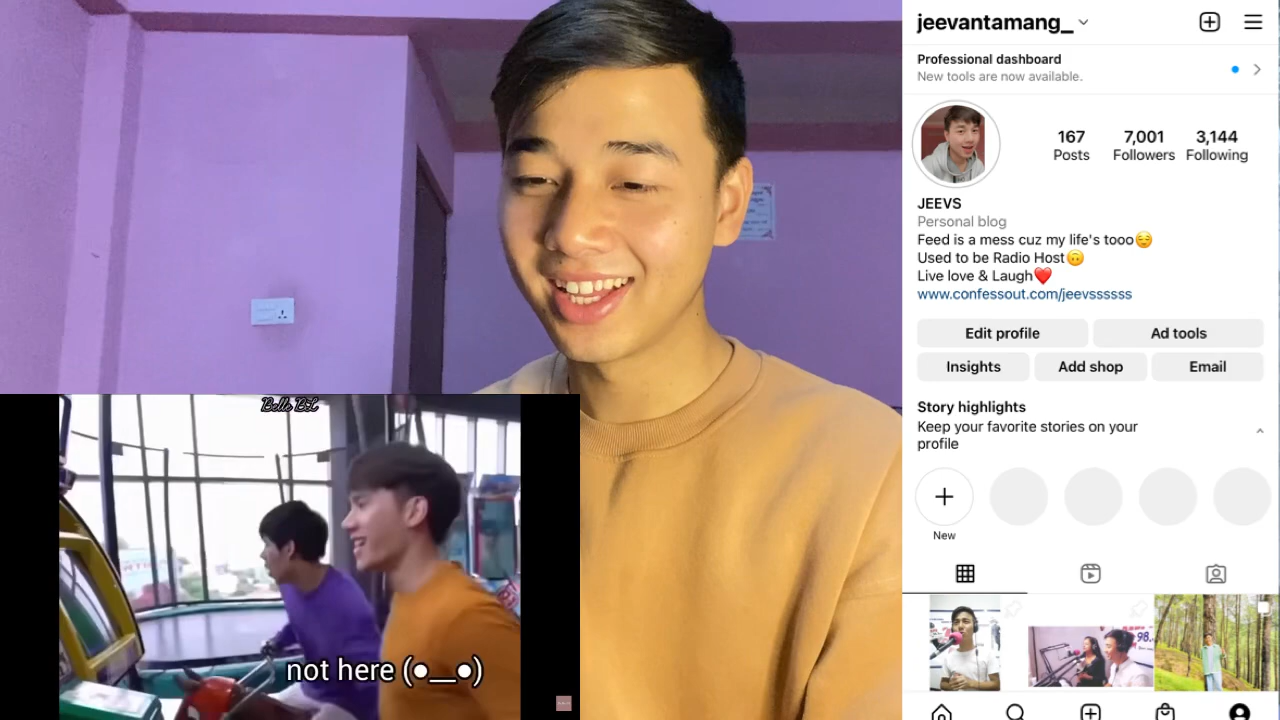 Belle BL
not here (●__●)
jeevantamang_
Professional dashboard
New tools are now available.
167
7,001
3,144
Posts
Followers
Following
JEEVS
Personal blog
Feed is a mess cuz my life's tooo😌
Used to be Radio Host🙃
Live love & Laugh❤️
www.confessout.com/jeevssssss
Edit profile
Ad tools
Insights
Add shop
Email
Story highlights
Keep your favorite stories on your
profile
New
98.